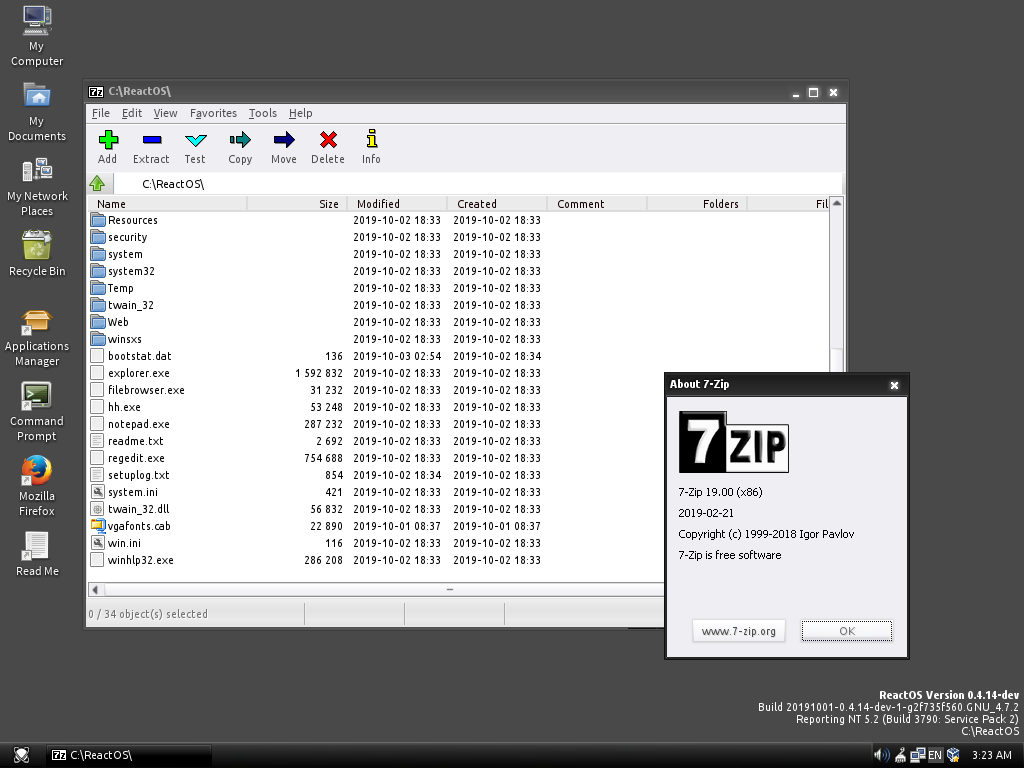 My
Computer
My
Documents
My Network
Places
Recycle Bin
Applications
Manager
Command
Prompt
Mozilla
Firefox
Read Me
C:\ReactOS\
File Edit View Favorites Tools Help
Add Extract Test Copy Move Delete Info
C:\ReactOS\
Name Size Modified Created Comment Folders Fil
Resources 2019-10-02 18:33 2019-10-02 18:33
security 2019-10-02 18:33 2019-10-02 18:33
system 2019-10-02 18:33 2019-10-02 18:33
system32 2019-10-02 18:33 2019-10-02 18:33
Temp 2019-10-02 18:33 2019-10-02 18:33
twain_32 2019-10-02 18:33 2019-10-02 18:33
Web 2019-10-02 18:33 2019-10-02 18:33
winsxs 2019-10-02 18:33 2019-10-02 18:33
bootstat.dat 136 2019-10-03 02:54 2019-10-02 18:34
explorer.exe 1 592 832 2019-10-02 18:33 2019-10-02 18:33
filebrowser.exe 31 232 2019-10-02 18:33 2019-10-02 18:33
hh.exe 53 248 2019-10-02 18:33 2019-10-02 18:33
notepad.exe 287 232 2019-10-02 18:33 2019-10-02 18:33
readme.txt 2 692 2019-10-02 18:33 2019-10-02 18:33
regedit.exe 754 688 2019-10-02 18:33 2019-10-02 18:33
setuplog.txt 854 2019-10-02 18:34 2019-10-02 18:33
system.ini 421 2019-10-02 18:33 2019-10-02 18:33
twain_32.dll 56 832 2019-10-02 18:33 2019-10-02 18:33
vgafonts.cab 22 890 2019-10-01 08:37 2019-10-01 08:37
win.ini 116 2019-10-02 18:33 2019-10-02 18:33
winhlp32.exe 286 208 2019-10-02 18:33 2019-10-02 18:33
0 / 34 object(s) selected
About 7-Zip
7 ZIP
7-Zip 19.00 (x86)
2019-02-21
Copyright (c) 1999-2018 Igor Pavlov
7-Zip is free software
www.7-zip.org OK
ReactOS Version 0.4.14-dev
Build 20191001-0.4.14-dev-1-g2f735f560.GNU_4.7.2
Reporting NT 5.2 (Build 3790: Service Pack 2)
C:\ReactOS
7z C:\ReactOS\ EN 3:23 AM